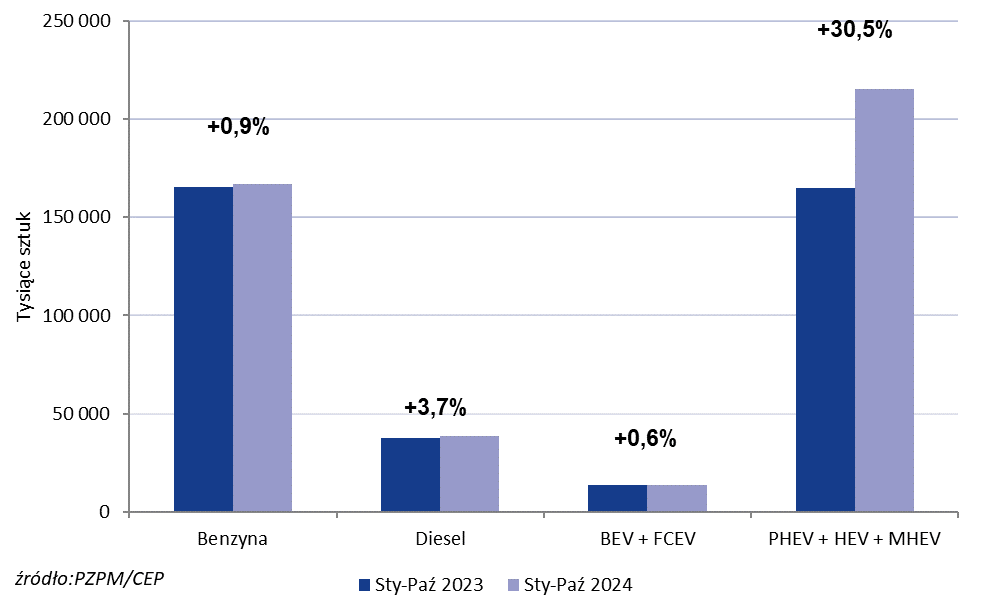 250 000
+30,5%
200 000
+0,9%
150 000
Tysiące sztuk
100 000
50 000
+3,7%
+0,6%
0
Benzyna
Diesel
BEV + FCEV
PHEV + HEV + MHEV
źródło:PZPM/CEP
Sty-Paź 2023
Sty-Paź 2024